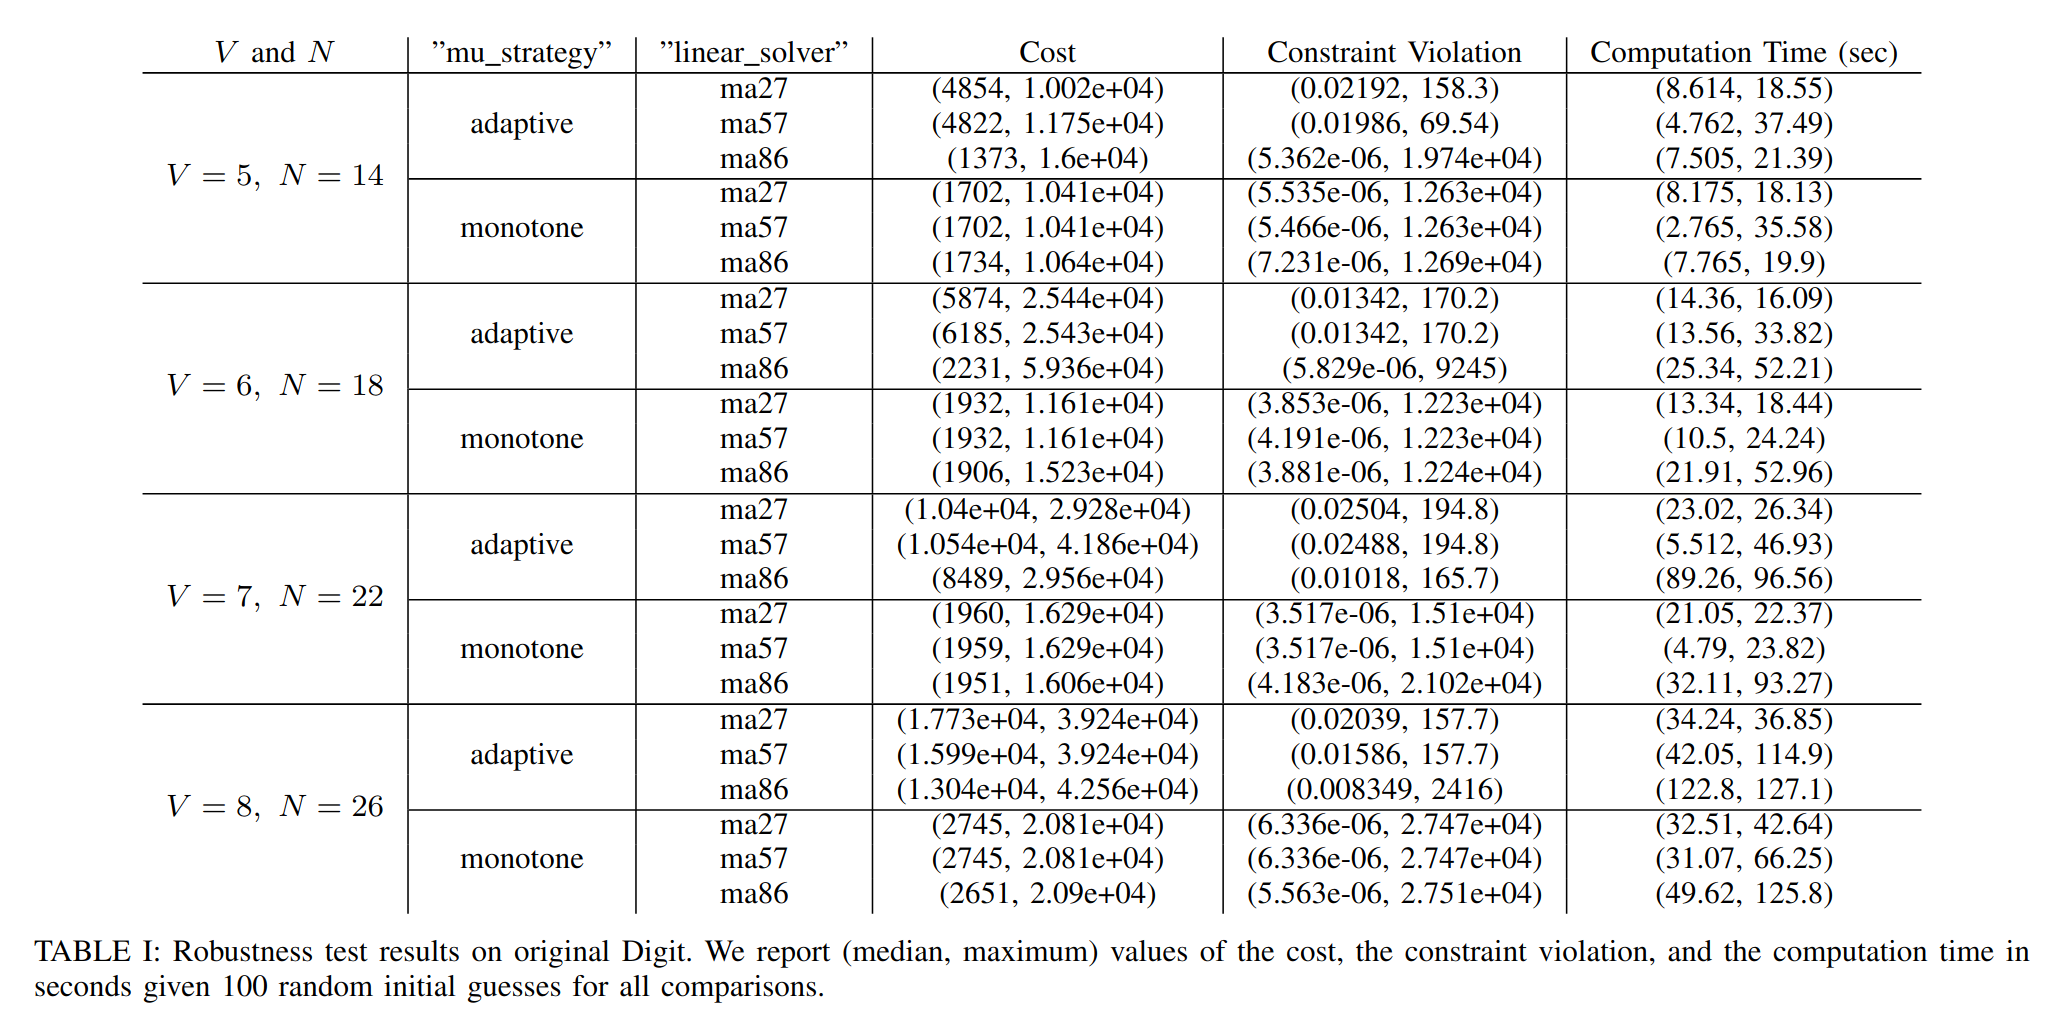 V and N "mu_strategy" "linear_solver" Cost Constraint Violation Computation Time (sec)
V = 5, N = 14
adaptive
ma27 (4854, 1.002e+04) (0.02192, 158.3) (8.614, 18.55)
ma57 (4822, 1.175e+04) (0.01986, 69.54) (4.762, 37.49)
ma86 (1373, 1.6e+04) (5.362e-06, 1.974e+04) (7.505, 21.39)
monotone
ma27 (1702, 1.041e+04) (5.535e-06, 1.263e+04) (8.175, 18.13)
ma57 (1702, 1.041e+04) (5.466e-06, 1.263e+04) (2.765, 35.58)
ma86 (1734, 1.064e+04) (7.231e-06, 1.269e+04) (7.765, 19.9)
V = 6, N = 18
adaptive
ma27 (5874, 2.544e+04) (0.01342, 170.2) (14.36, 16.09)
ma57 (6185, 2.543e+04) (0.01342, 170.2) (13.56, 33.82)
ma86 (2231, 5.936e+04) (5.829e-06, 9245) (25.34, 52.21)
monotone
ma27 (1932, 1.161e+04) (3.853e-06, 1.223e+04) (13.34, 18.44)
ma57 (1932, 1.161e+04) (4.191e-06, 1.223e+04) (10.5, 24.24)
ma86 (1906, 1.523e+04) (3.881e-06, 1.224e+04) (21.91, 52.96)
V = 7, N = 22
adaptive
ma27 (1.04e+04, 2.928e+04) (0.02504, 194.8) (23.02, 26.34)
ma57 (1.054e+04, 4.186e+04) (0.02488, 194.8) (5.512, 46.93)
ma86 (8489, 2.956e+04) (0.01018, 165.7) (89.26, 96.56)
monotone
ma27 (1960, 1.629e+04) (3.517e-06, 1.51e+04) (21.05, 22.37)
ma57 (1959, 1.629e+04) (3.517e-06, 1.51e+04) (4.79, 23.82)
ma86 (1951, 1.606e+04) (4.183e-06, 2.102e+04) (32.11, 93.27)
V = 8, N = 26
adaptive
ma27 (1.773e+04, 3.924e+04) (0.02039, 157.7) (34.24, 36.85)
ma57 (1.599e+04, 3.924e+04) (0.01586, 157.7) (42.05, 114.9)
ma86 (1.304e+04, 4.256e+04) (0.008349, 2416) (122.8, 127.1)
monotone
ma27 (2745, 2.081e+04) (6.336e-06, 2.747e+04) (32.51, 42.64)
ma57 (2745, 2.081e+04) (6.336e-06, 2.747e+04) (31.07, 66.25)
ma86 (2651, 2.09e+04) (5.563e-06, 2.751e+04) (49.62, 125.8)
TABLE I: Robustness test results on original Digit. We report (median, maximum) values of the cost, the constraint violation, and the computation time in
seconds given 100 random initial guesses for all comparisons.